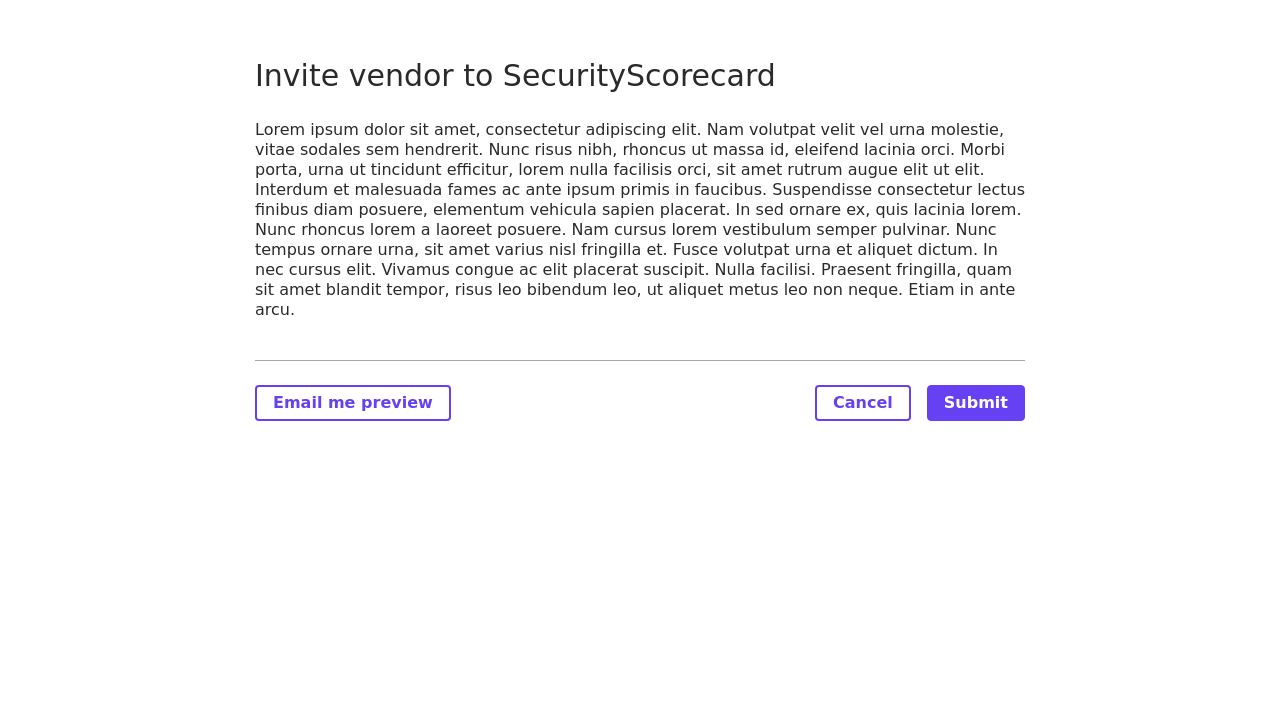 Invite vendor to SecurityScorecard
Lorem ipsum dolor sit amet, consectetur adipiscing elit. Nam volutpat velit vel urna molestie,
vitae sodales sem hendrerit. Nunc risus nibh, rhoncus ut massa id, eleifend lacinia orci. Morbi
porta, urna ut tincidunt efficitur, lorem nulla facilisis orci, sit amet rutrum augue elit ut elit.
Interdum et malesuada fames ac ante ipsum primis in faucibus. Suspendisse consectetur lectus
finibus diam posuere, elementum vehicula sapien placerat. In sed ornare ex, quis lacinia lorem.
Nunc rhoncus lorem a laoreet posuere. Nam cursus lorem vestibulum semper pulvinar. Nunc
tempus ornare urna, sit amet varius nisl fringilla et. Fusce volutpat urna et aliquet dictum. In
nec cursus elit. Vivamus congue ac elit placerat suscipit. Nulla facilisi. Praesent fringilla, quam
sit amet blandit tempor, risus leo bibendum leo, ut aliquet metus leo non neque. Etiam in ante
arcu.
Email me preview
Cancel
Submit